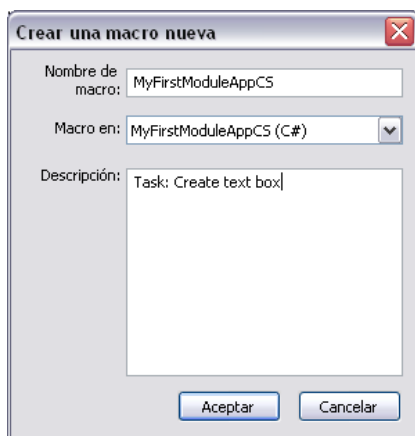 Crear una macro nueva
Nombre de
macro:
MyFirstModuleAppCS
Macro en:
MyFirstModuleAppCS (C#)
Descripción:
Task: Create text box
Aceptar
Cancelar